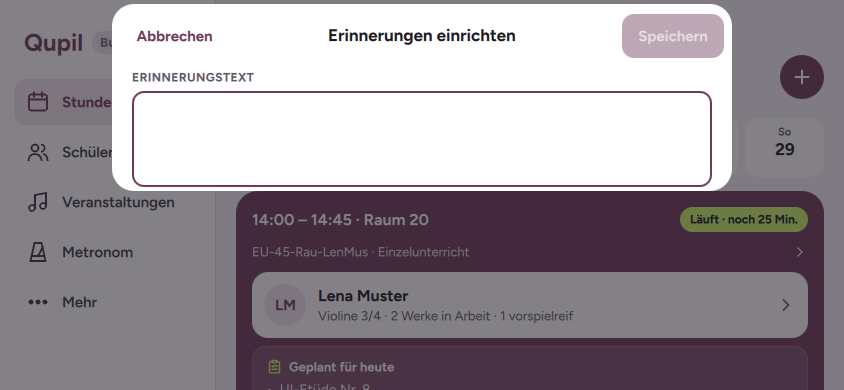 Qupil
Abbrechen
Erinnerungen einrichten
Speichern
ERINNERUNGSTEXT
Stunde
Schüler
Veranstaltungen
Metronom
Mehr
So
29
14:00 – 14:45 · Raum 20
Läuft · noch 25 Min.
EU-45-Rau-LenMus · Einzelunterricht
LM
Lena Muster
Violine 3/4 · 2 Werke in Arbeit · 1 vorspielreif
Geplant für heute